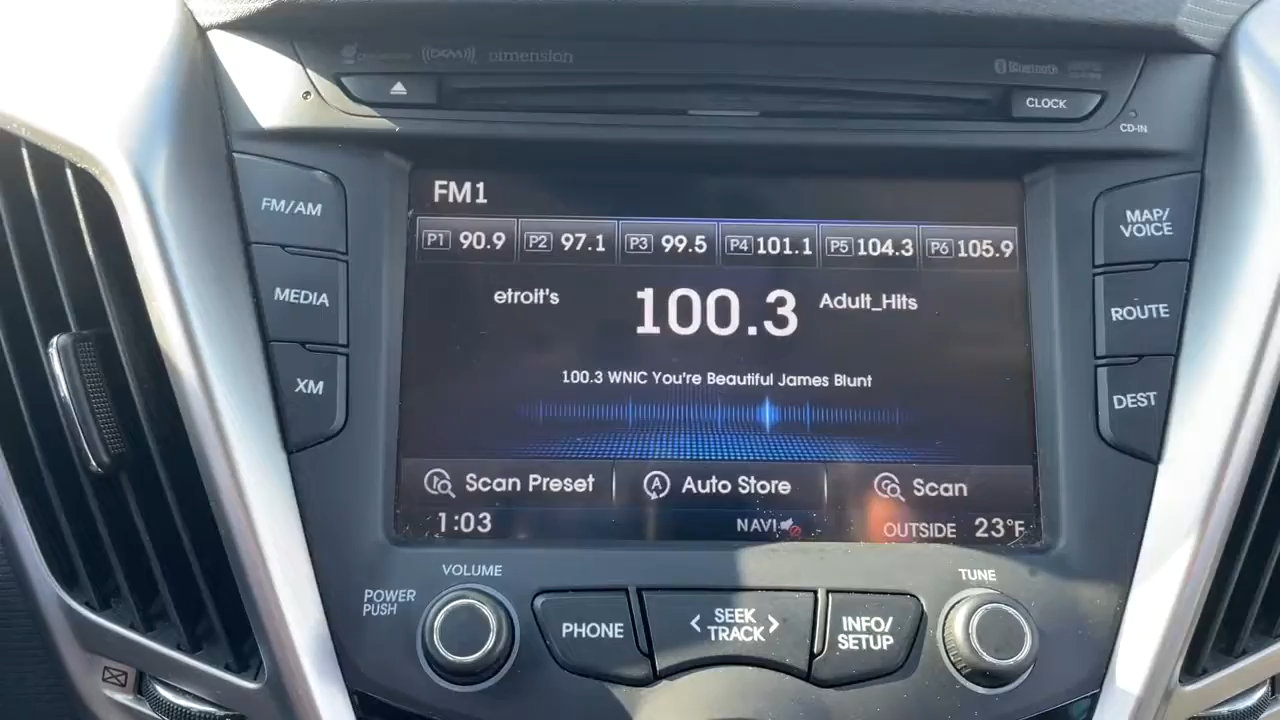 ((XM)) Dimension
Bluetooth
CLOCK
CD-IN
FM/AM
MEDIA
XM
MAP/
VOICE
ROUTE
DEST
FM1
P1 90.9 P2 97.1 P3 99.5 P4 101.1 P5 104.3 P6 105.9
etroit's 100.3 Adult_Hits
100.3 WNIC You're Beautiful James Blunt
Scan Preset A Auto Store Scan
1:03 NAVI OUTSIDE 23°F
VOLUME
POWER
PUSH
PHONE
< SEEK >
TRACK
INFO/
SETUP
TUNE